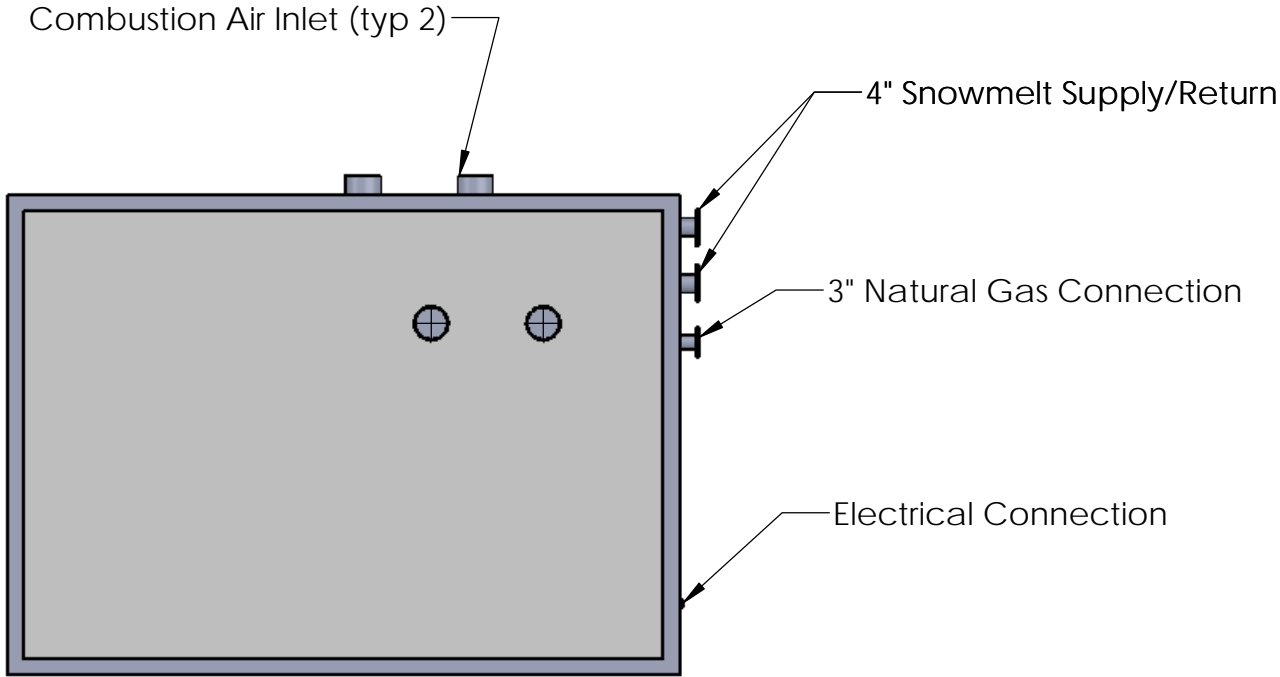 Combustion Air Inlet (typ 2)
4" Snowmelt Supply/Return
3" Natural Gas Connection
Electrical Connection